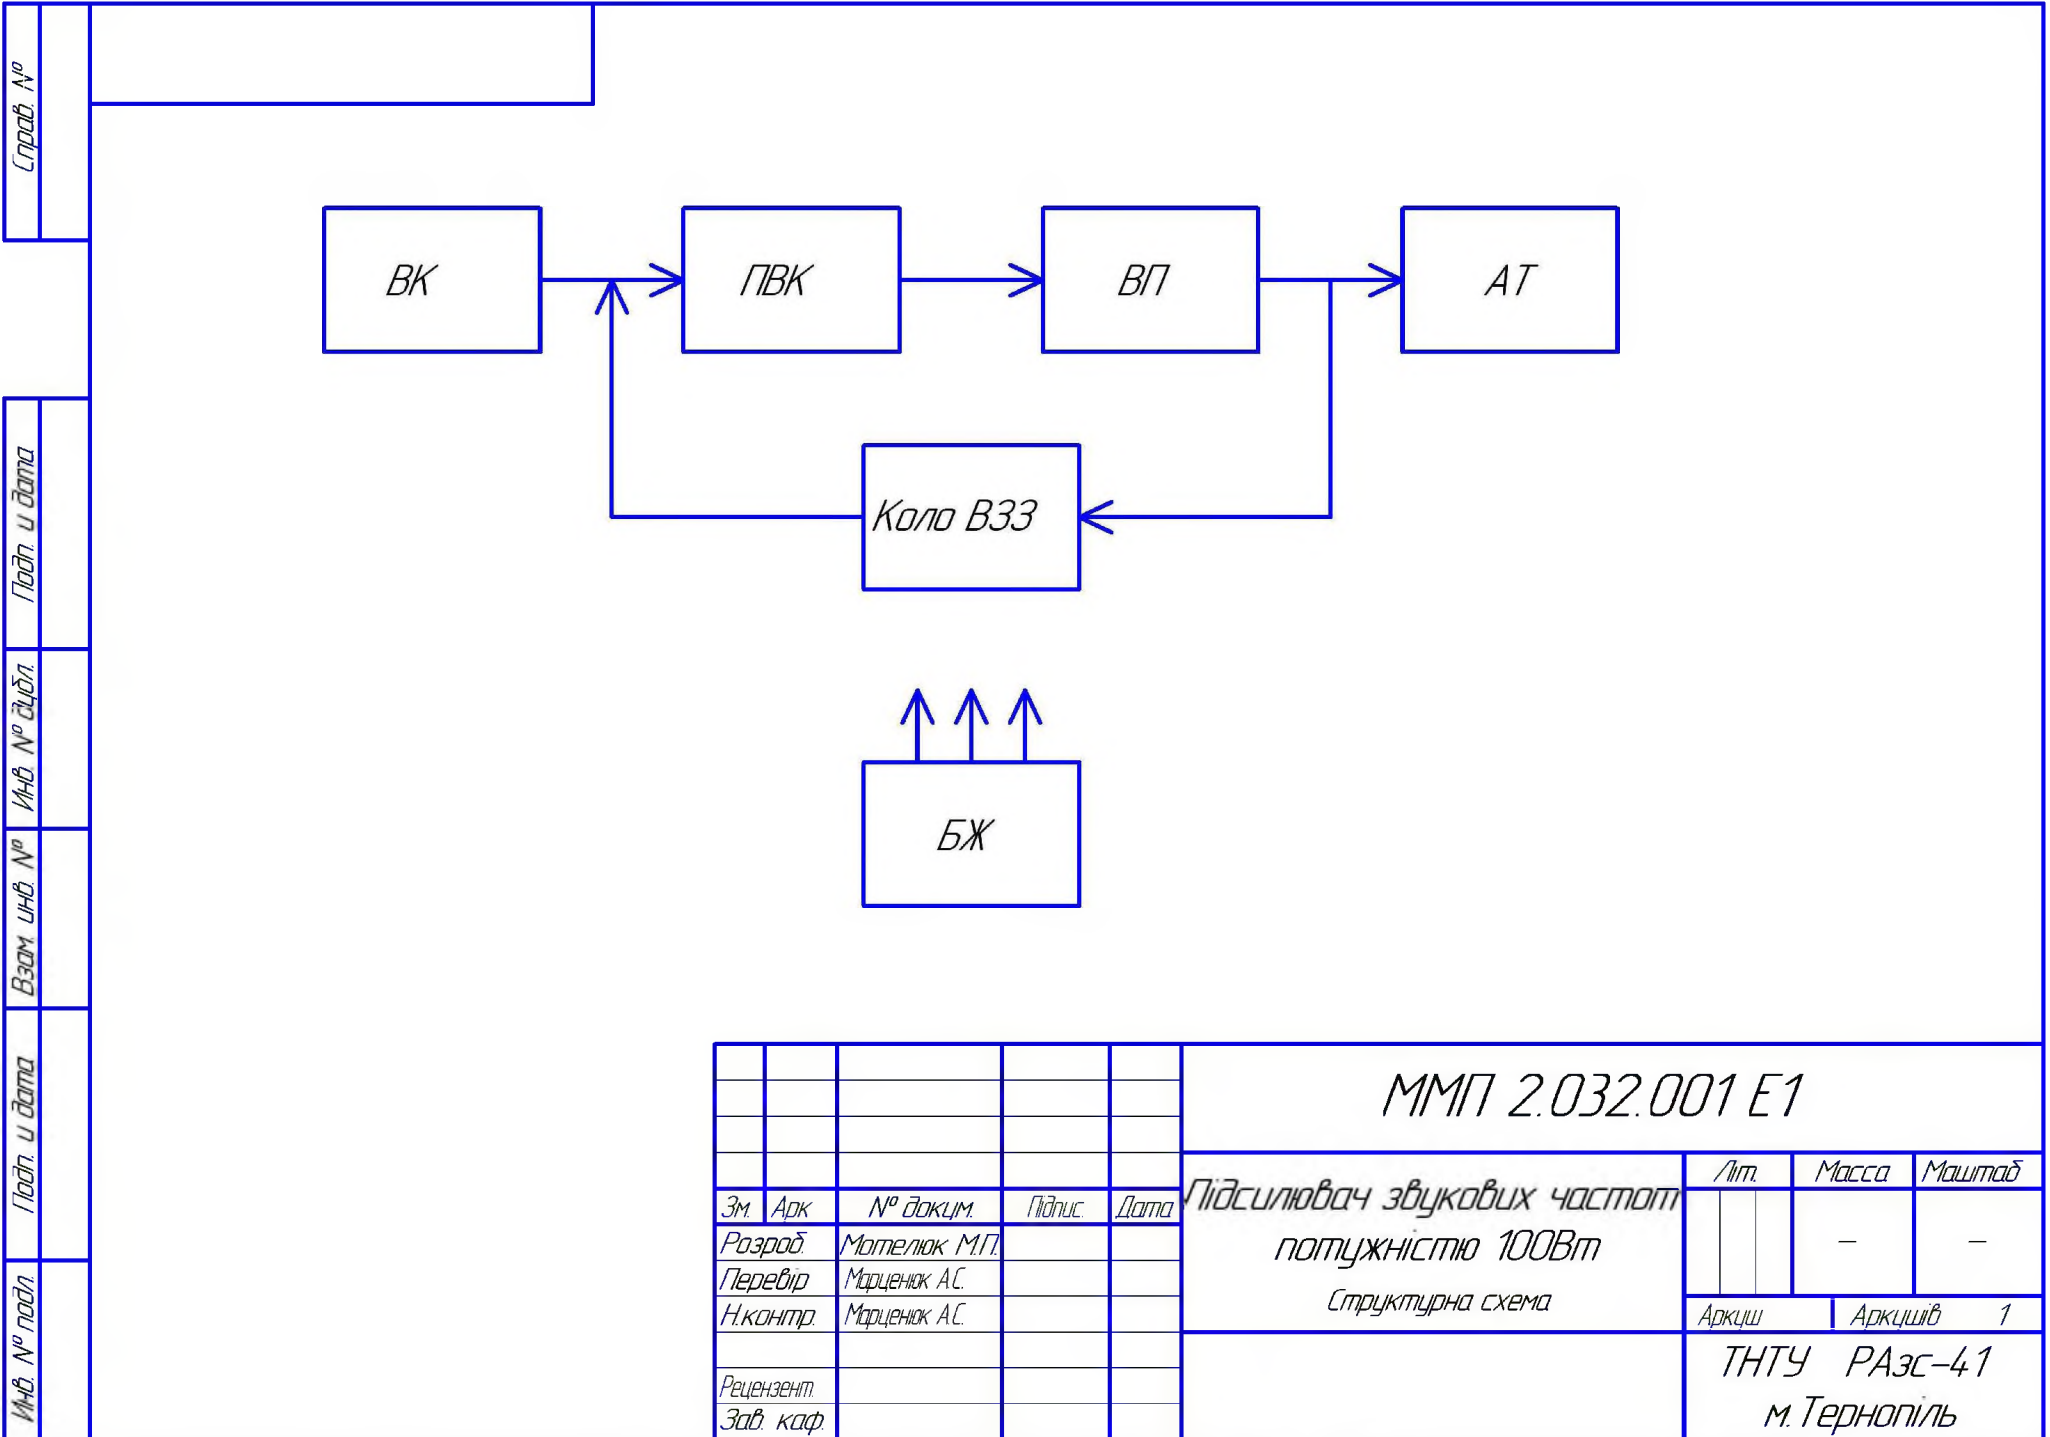 Справ. №
ВК
ПВК
ВП
АТ
Коло ВЗЗ
БЖ
Подп. и дата
Инв. № дубл.
Взам. инв. №
Подп. и дата
Инв. № подл.
ММП 2.032.001 Е1
Зм. Арк № докум. Підпис. Дата
Розроб. Мотелюк М.П.
Перевір Марценюк А.С.
Н.контр. Марценюк А.С.
Рецензент.
Зав. каф.
Підсилювач звукових частот
потужністю 100Вт
Структурна схема
Літ. Масса Маштаб
– –
Аркуш Аркушів 1
ТНТУ РАзс-41
м.Тернопіль